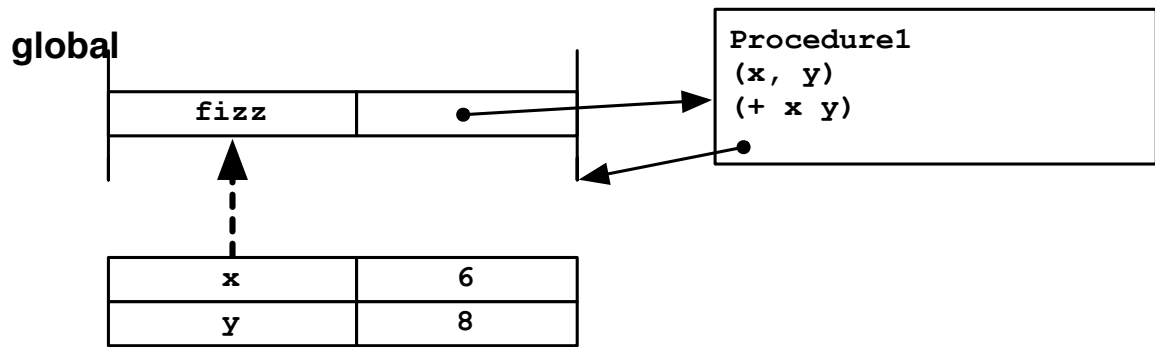 global
fizz
Procedure1
(x, y)
(+ x y)
x 6
y 8